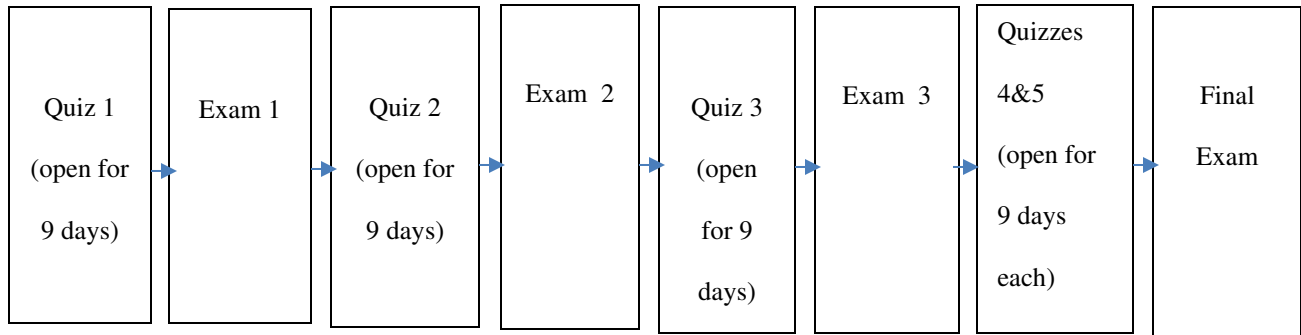 Quiz 1
(open for
9 days)
Exam 1
Quiz 2
(open for
9 days)
Exam 2
Quiz 3
(open
for 9
days)
Exam 3
Quizzes
4&5
(open for
9 days
each)
Final
Exam